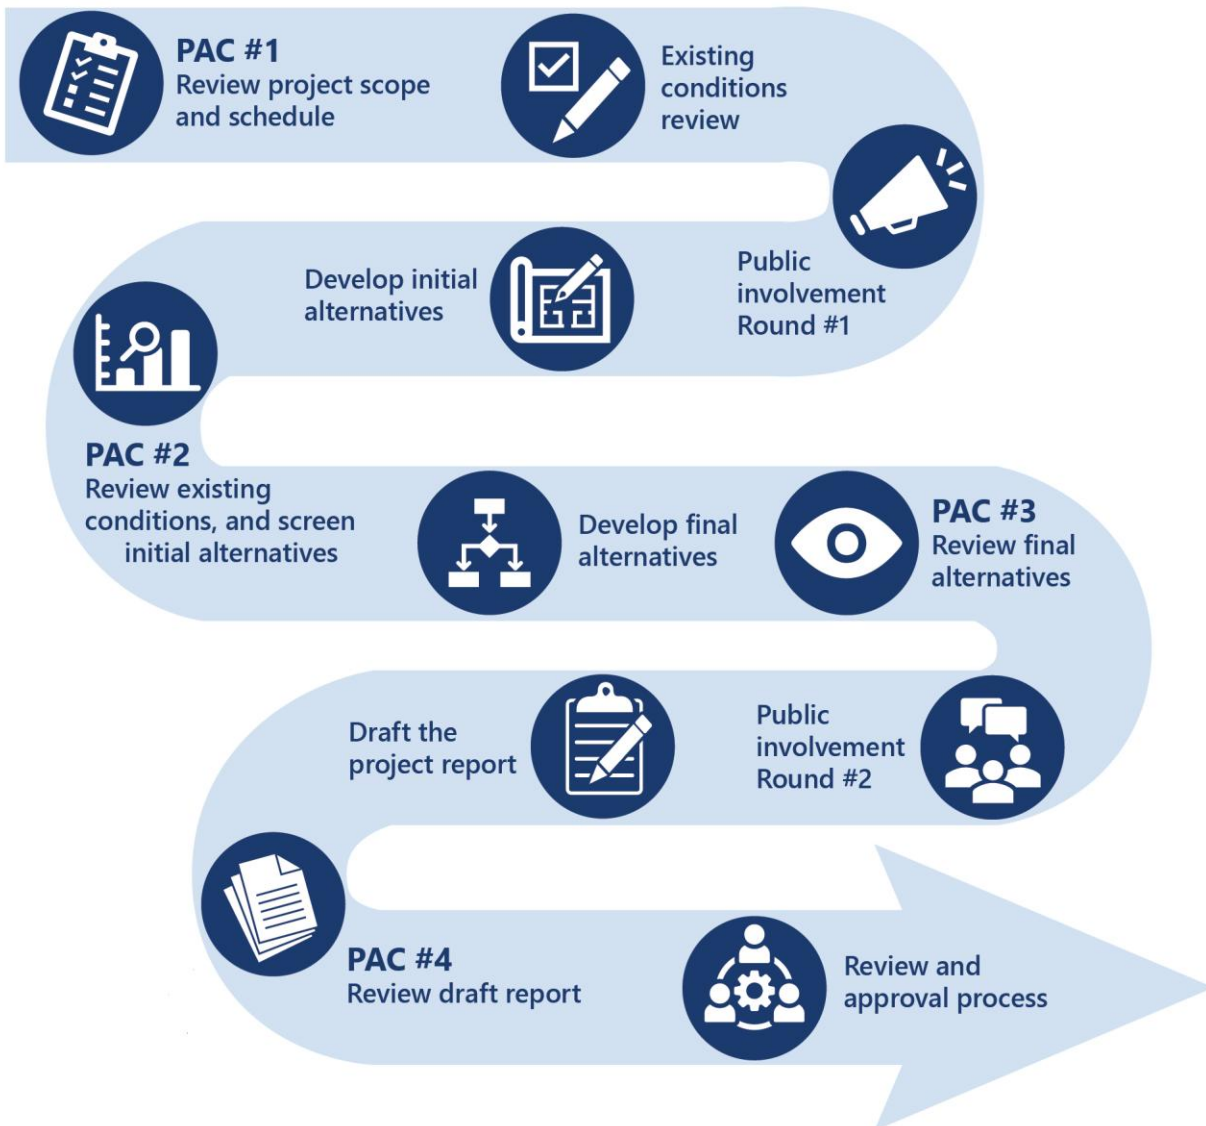 PAC #1
Review project scope
and schedule
Existing
conditions
review
Public
involvement
Round #1
Develop initial
alternatives
PAC #2
Review existing
conditions, and screen
initial alternatives
Develop final
alternatives
PAC #3
Review final
alternatives
Public
involvement
Round #2
Draft the
project report
PAC #4
Review draft report
Review and
approval process